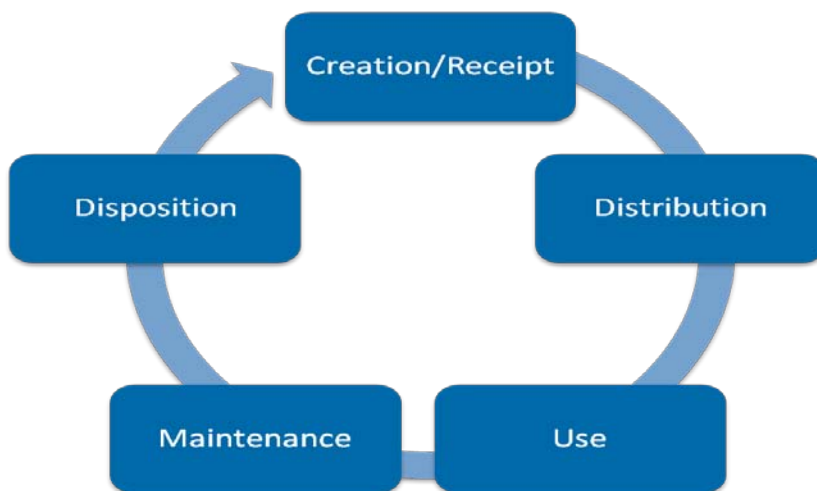 Creation/Receipt
Distribution
Use
Maintenance
Disposition